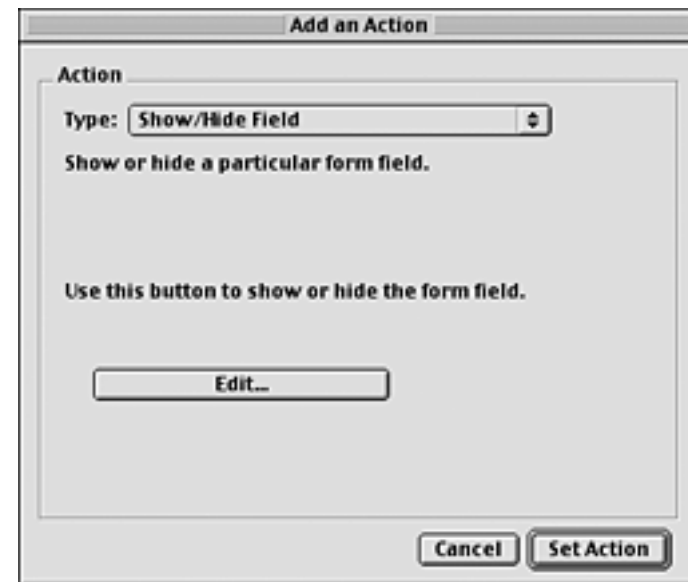 Add an Action
Action
Type: Show/Hide Field
Show or hide a particular form field.
Use this button to show or hide the form field.
Edit...
Cancel Set Action